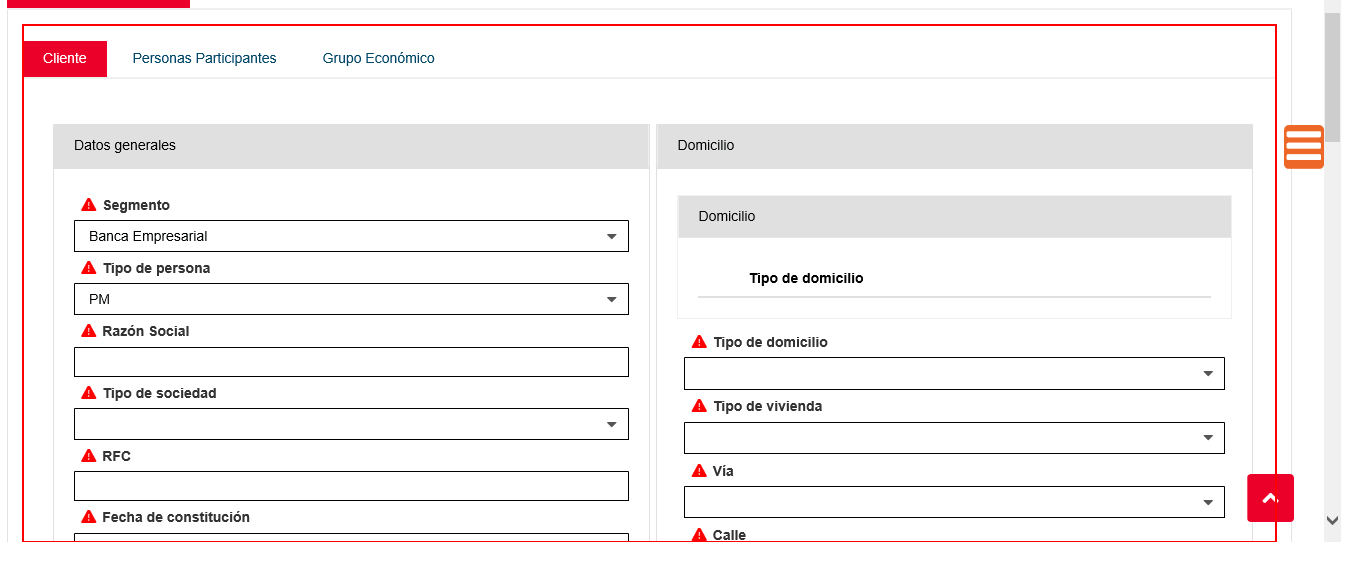 Cliente
Personas Participantes
Grupo Económico
Datos generales
Segmento
Banca Empresarial
Tipo de persona
PM
Razón Social
Tipo de sociedad
RFC
Fecha de constitución
Domicilio
Domicilio
Tipo de domicilio
Tipo de domicilio
Tipo de vivienda
Vía
Calle